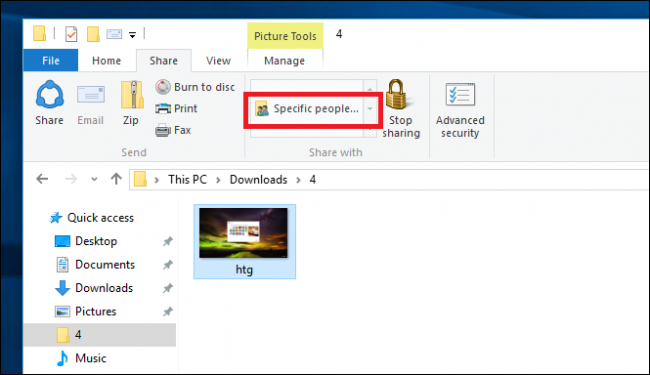 Picture Tools 4
File Home Share View Manage
Share Email Zip Burn to disc
Print
Fax
Specific people...
Stop sharing
Advanced security
Send Share with
This PC Downloads 4
Quick access
Desktop
Documents
Downloads
Pictures
4
Music
htg